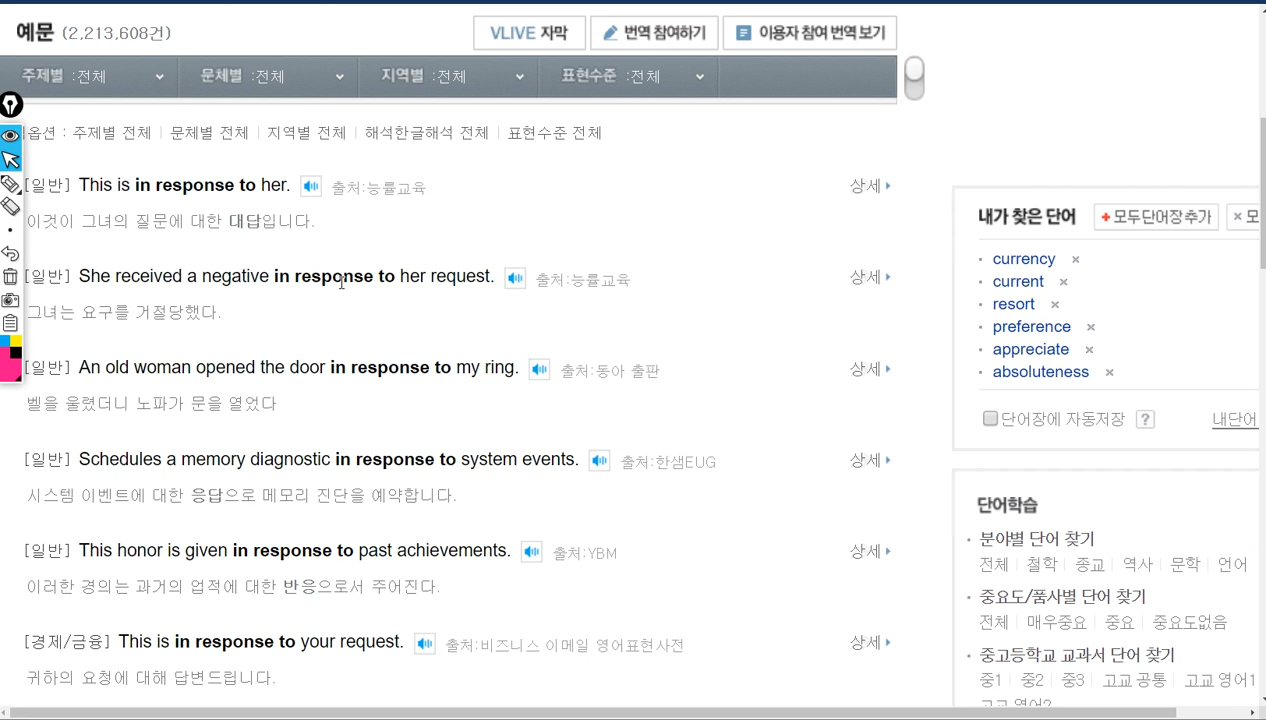 예문 (2,213,608건)
VLIVE 자막
번역 참여하기
이용자 참여 번역 보기
주제별 :전체
문체별 :전체
지역별 :전체
표현수준 :전체
옵션 : 주제별 전체 | 문체별 전체 | 지역별 전체 | 해석한글해석 전체 | 표현수준 전체
[일반] This is in response to her. 출처:능률교육 상세
이것이 그녀의 질문에 대한 대답입니다.
[일반] She received a negative in response to her request. 출처:능률교육 상세
그녀는 요구를 거절당했다.
[일반] An old woman opened the door in response to my ring. 출처:동아 출판 상세
벨을 울렸더니 노파가 문을 열었다
[일반] Schedules a memory diagnostic in response to system events. 출처:한샘EUG 상세
시스템 이벤트에 대한 응답으로 메모리 진단을 예약합니다.
[일반] This honor is given in response to past achievements. 출처:YBM 상세
이러한 경의는 과거의 업적에 대한 반응으로서 주어진다.
[경제/금융] This is in response to your request. 출처:비즈니스 이메일 영어표현사전 상세
귀하의 요청에 대해 답변드립니다.
내가 찾은 단어 +모두단어장추가 × 모
currency ×
current ×
resort ×
preference ×
appreciate ×
absoluteness ×
단어장에 자동저장 ? 내단어
단어학습
분야별 단어 찾기
전체 | 철학 | 종교 | 역사 | 문학 | 언어
중요도/품사별 단어 찾기
전체 | 매우중요 | 중요 | 중요도없음
중고등학교 교과서 단어 찾기
중1 | 중2 | 중3 | 고교 공통 | 고교 영어1
고교 영어2